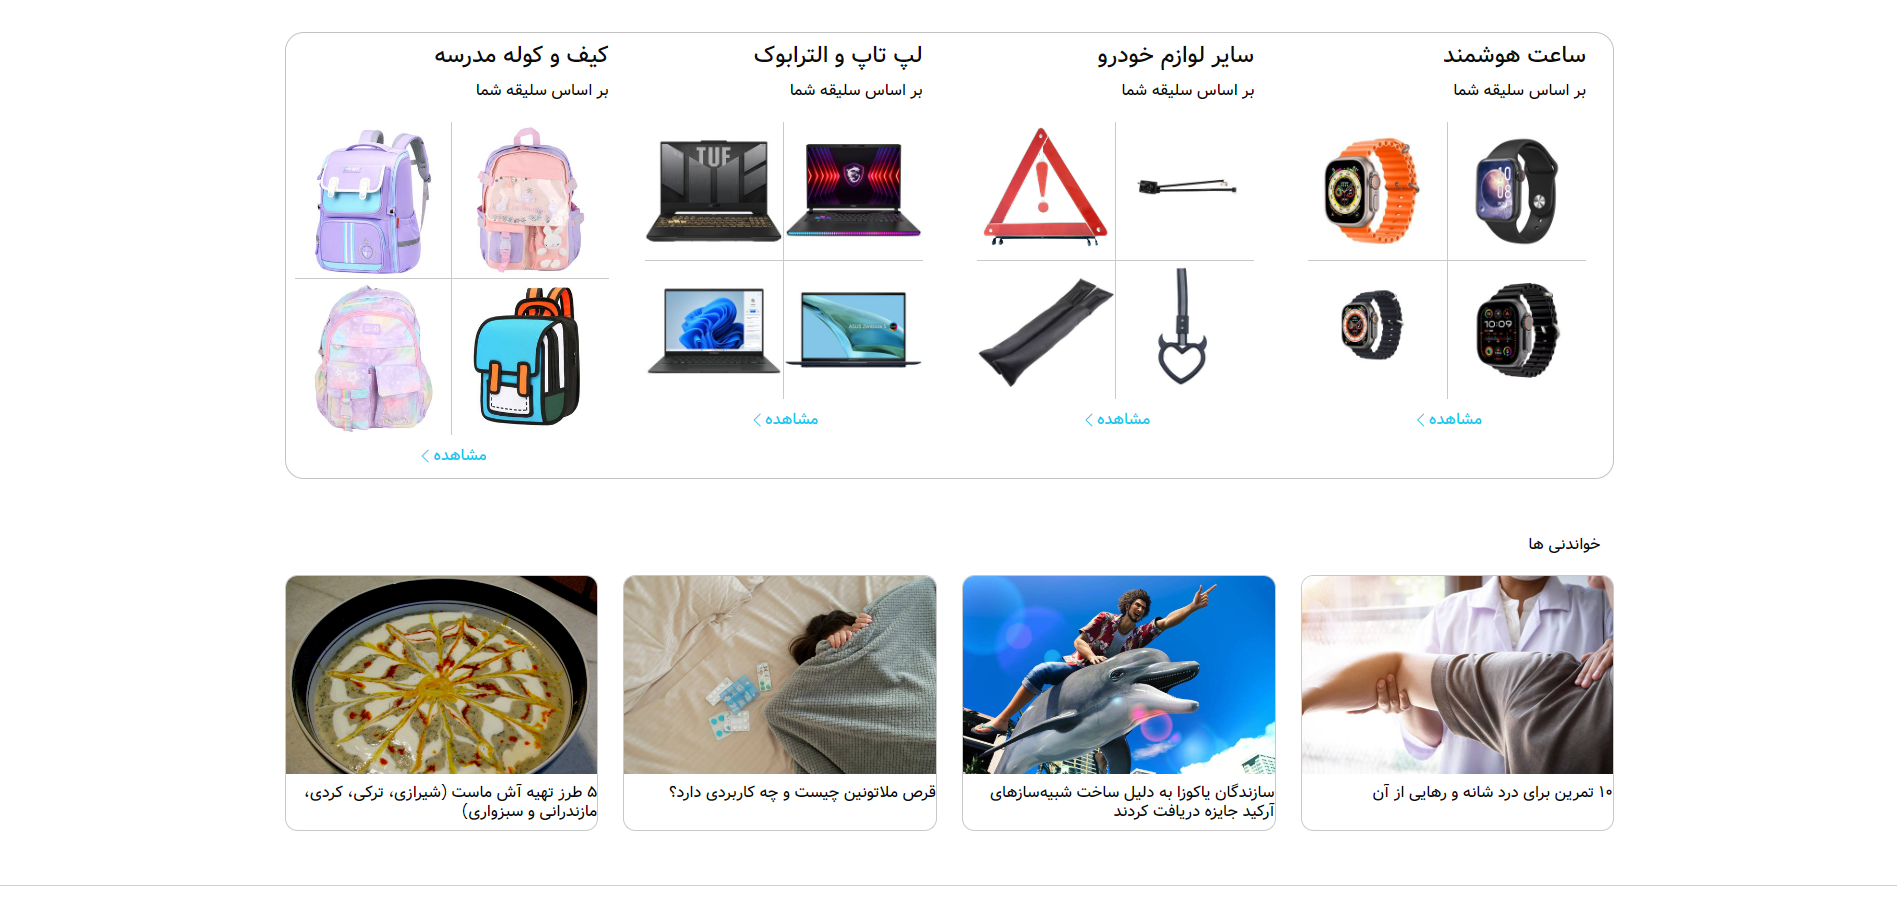 ساعت هوشمند
بر اساس سلیقه شما
مشاهده
سایر لوازم خودرو
بر اساس سلیقه شما
مشاهده
لپ تاپ و الترابوک
بر اساس سلیقه شما
TUF
مشاهده
کیف و کوله مدرسه
بر اساس سلیقه شما
مشاهده
خواندنی ها
۱۰ تمرین برای درد شانه و رهایی از آن
سازندگان یاکوزا به دلیل ساخت شبیه‌سازهای
آرکید جایزه دریافت کردند
قرص ملاتونین چیست و چه کاربردی دارد؟
۵ طرز تهیه آش ماست (شیرازی، ترکی، کردی،
مازندرانی و سبزواری)